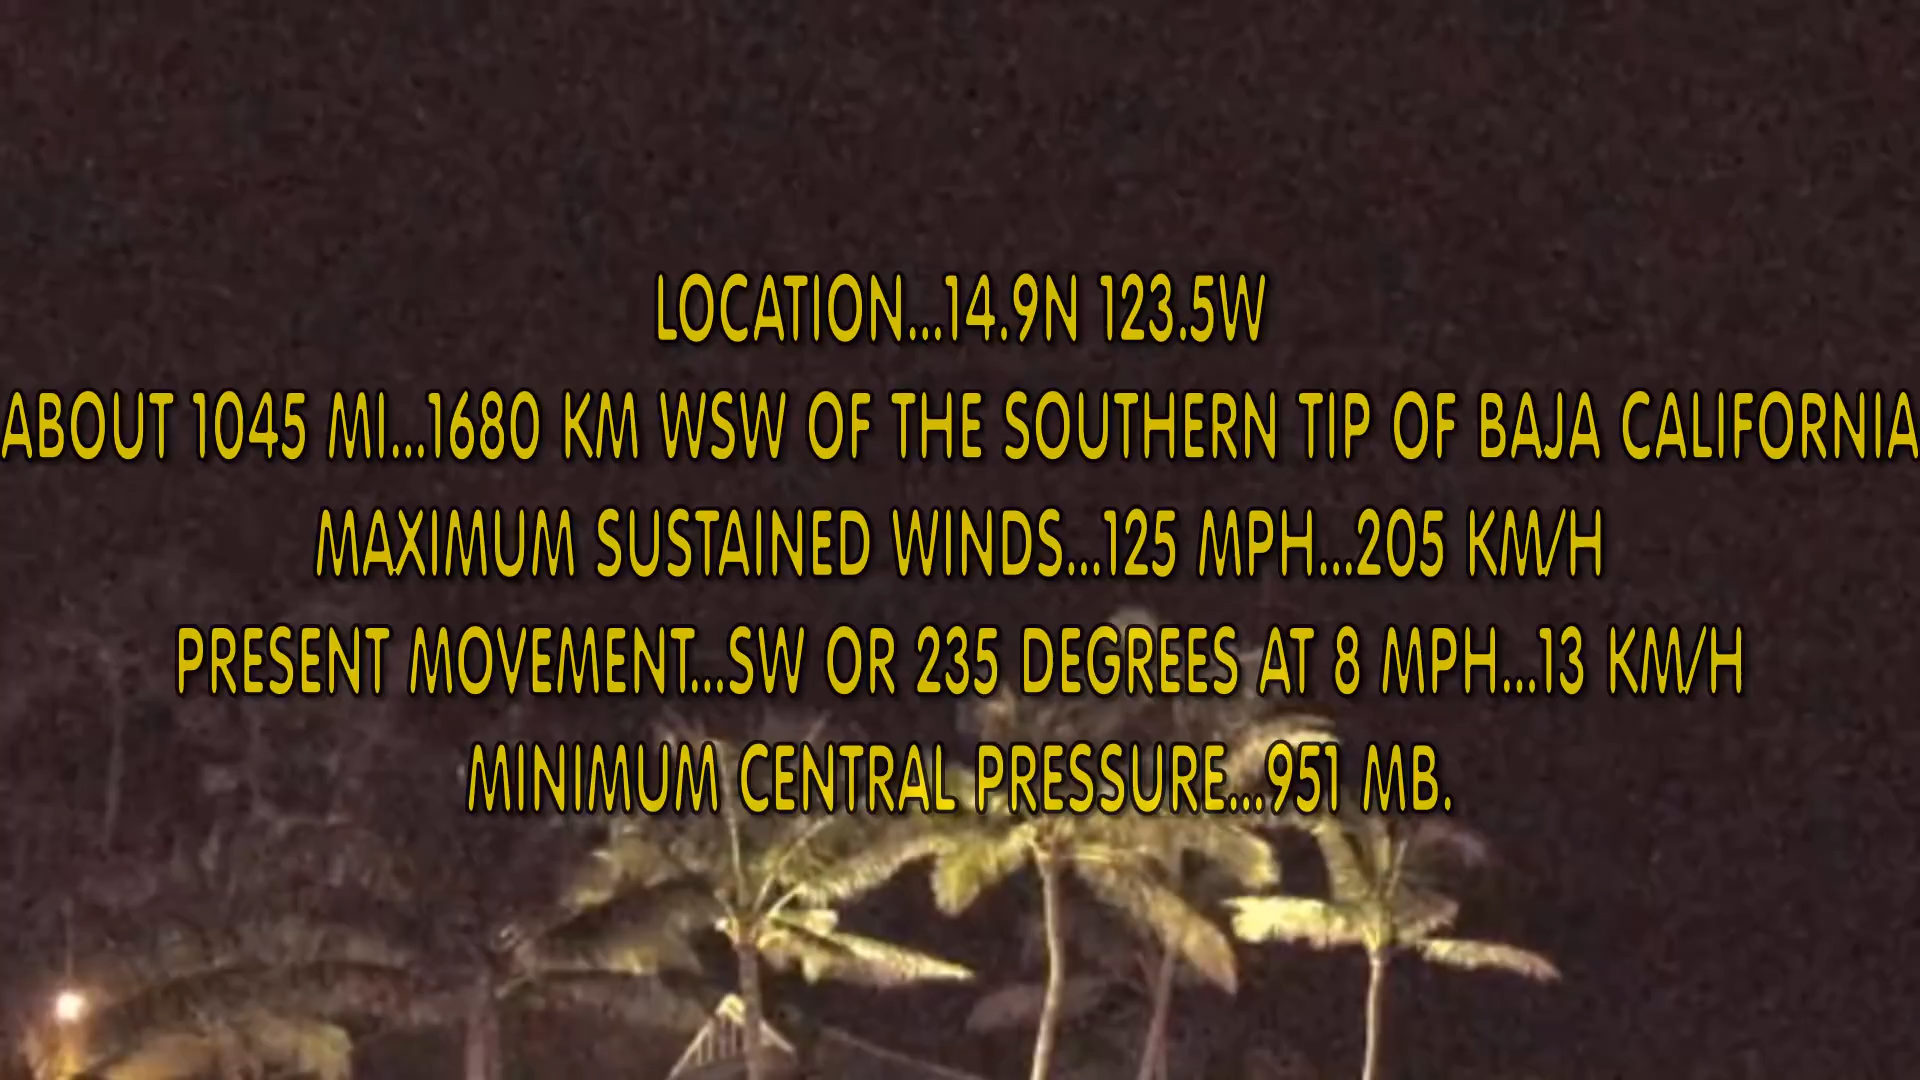 LOCATION...14.9N 123.5W
ABOUT 1045 MI...1680 KM WSW OF THE SOUTHERN TIP OF BAJA CALIFORNIA
MAXIMUM SUSTAINED WINDS...125 MPH...205 KM/H
PRESENT MOVEMENT...SW OR 235 DEGREES AT 8 MPH...13 KM/H
MINIMUM CENTRAL PRESSURE...951 MB.